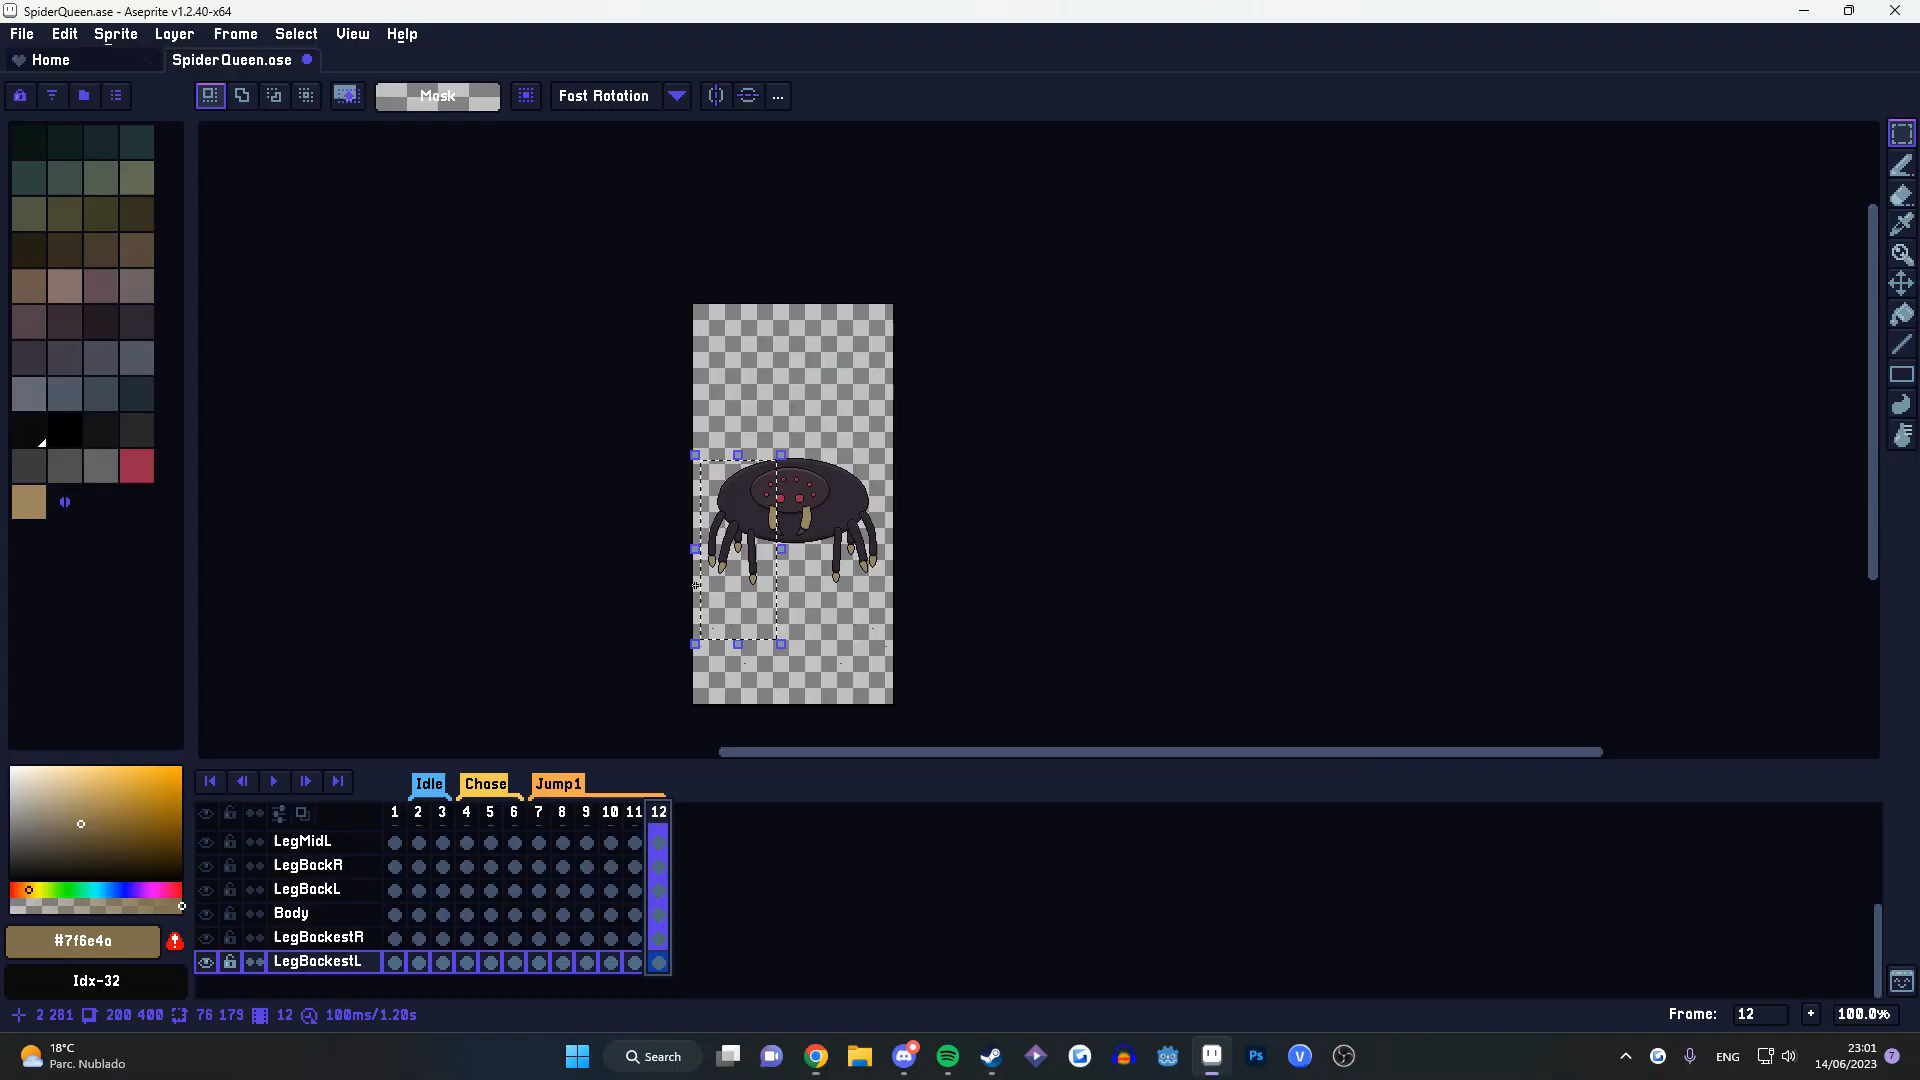 SpiderQueen.ase - Aseprite v1.2.40-x64
File Edit Sprite Layer Frame Select View Help
Home SpiderQueen.ase
Mask Fast Rotation ...
Idle Chase Jump1
1 2 3 4 5 6 7 8 9 10 11 12
LegMidL
LegBackR
LegBackL
Body
LegBackestR
LegBackestL
#7f6e4a
Idx-32
2 281 200 400 76 179 12 100ms/1.20s Frame: 12 + 100.0%
18°C
Parc. Nublado
Search
Ps
V
ENG
23:01
14/06/2023
7